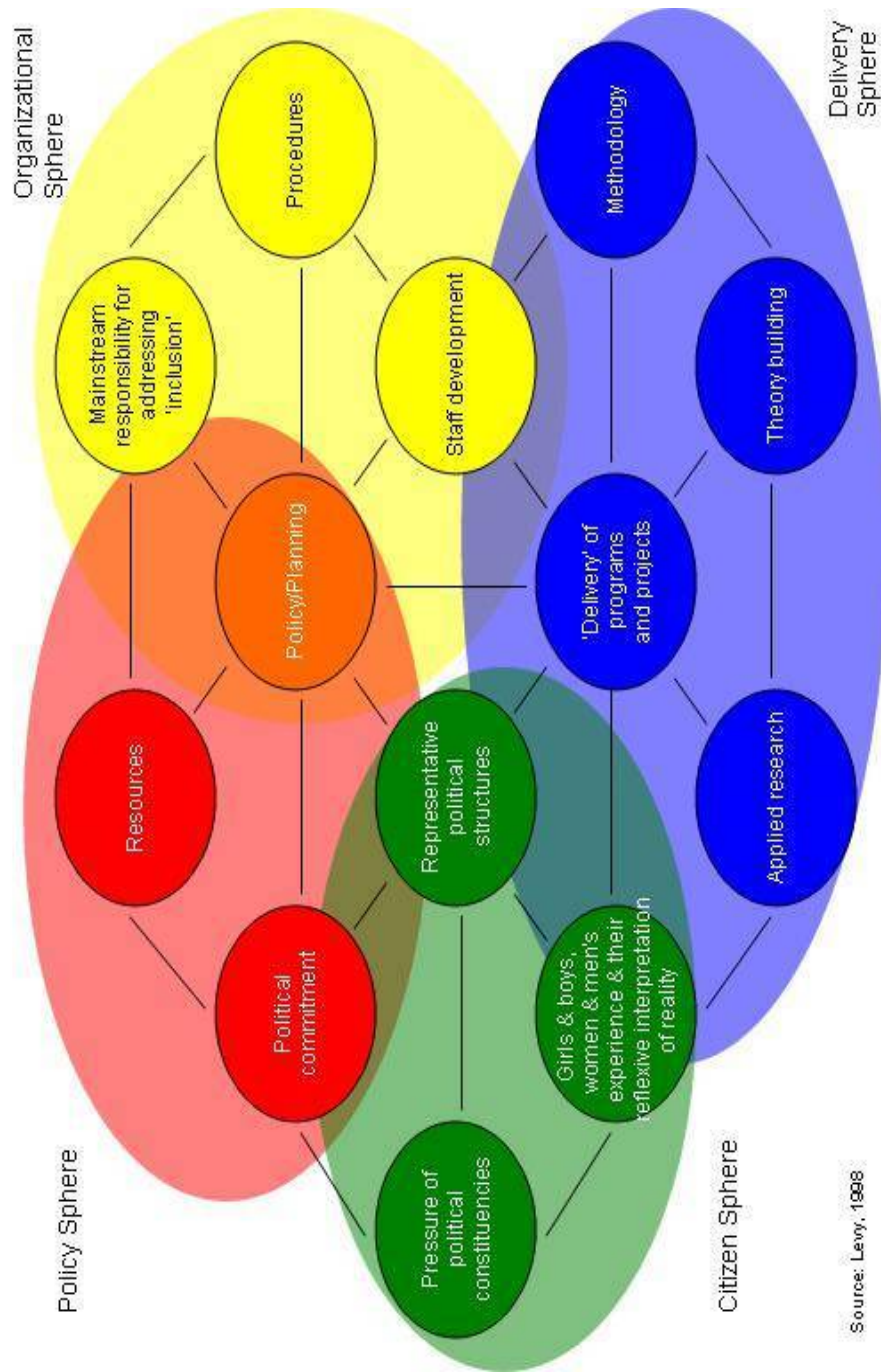 Policy Sphere
Organizational
Sphere
Resources
Mainstream
responsibility for
addressing
'inclusion'
Political
commitment
Policy/Planning
Procedures
Pressure of
political
constituencies
Representative
political
structures
Staff development
Girls & boys,
women & men's
experience & their
reflexive interpretation
of reality
'Delivery' of
programs
and projects
Methodology
Applied research
Theory building
Citizen Sphere
Delivery
Sphere
Source: Levy, 1998